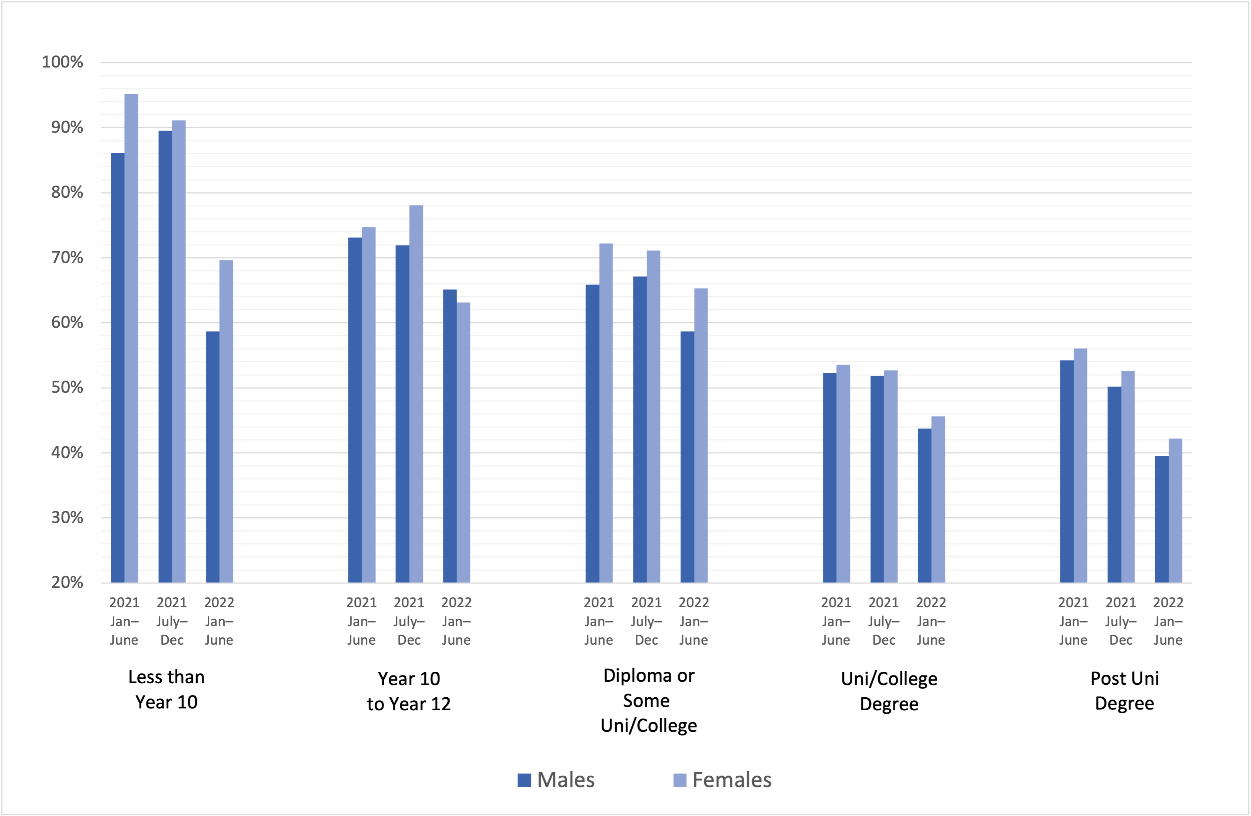 100%
90%
80%
70%
60%
50%
40%
30%
20%
2021 2021 2022 2021 2021 2022 2021 2021 2022 2021 2021 2022 2021 2021 2022
Jan– July– Jan– Jan– July– Jan– Jan– July– Jan– Jan– July– Jan– Jan– July– Jan–
June Dec June June Dec June June Dec June June Dec June June Dec June
Less than
Year 10
Year 10
to Year 12
Diploma or
Some
Uni/College
Uni/College
Degree
Post Uni
Degree
Males Females